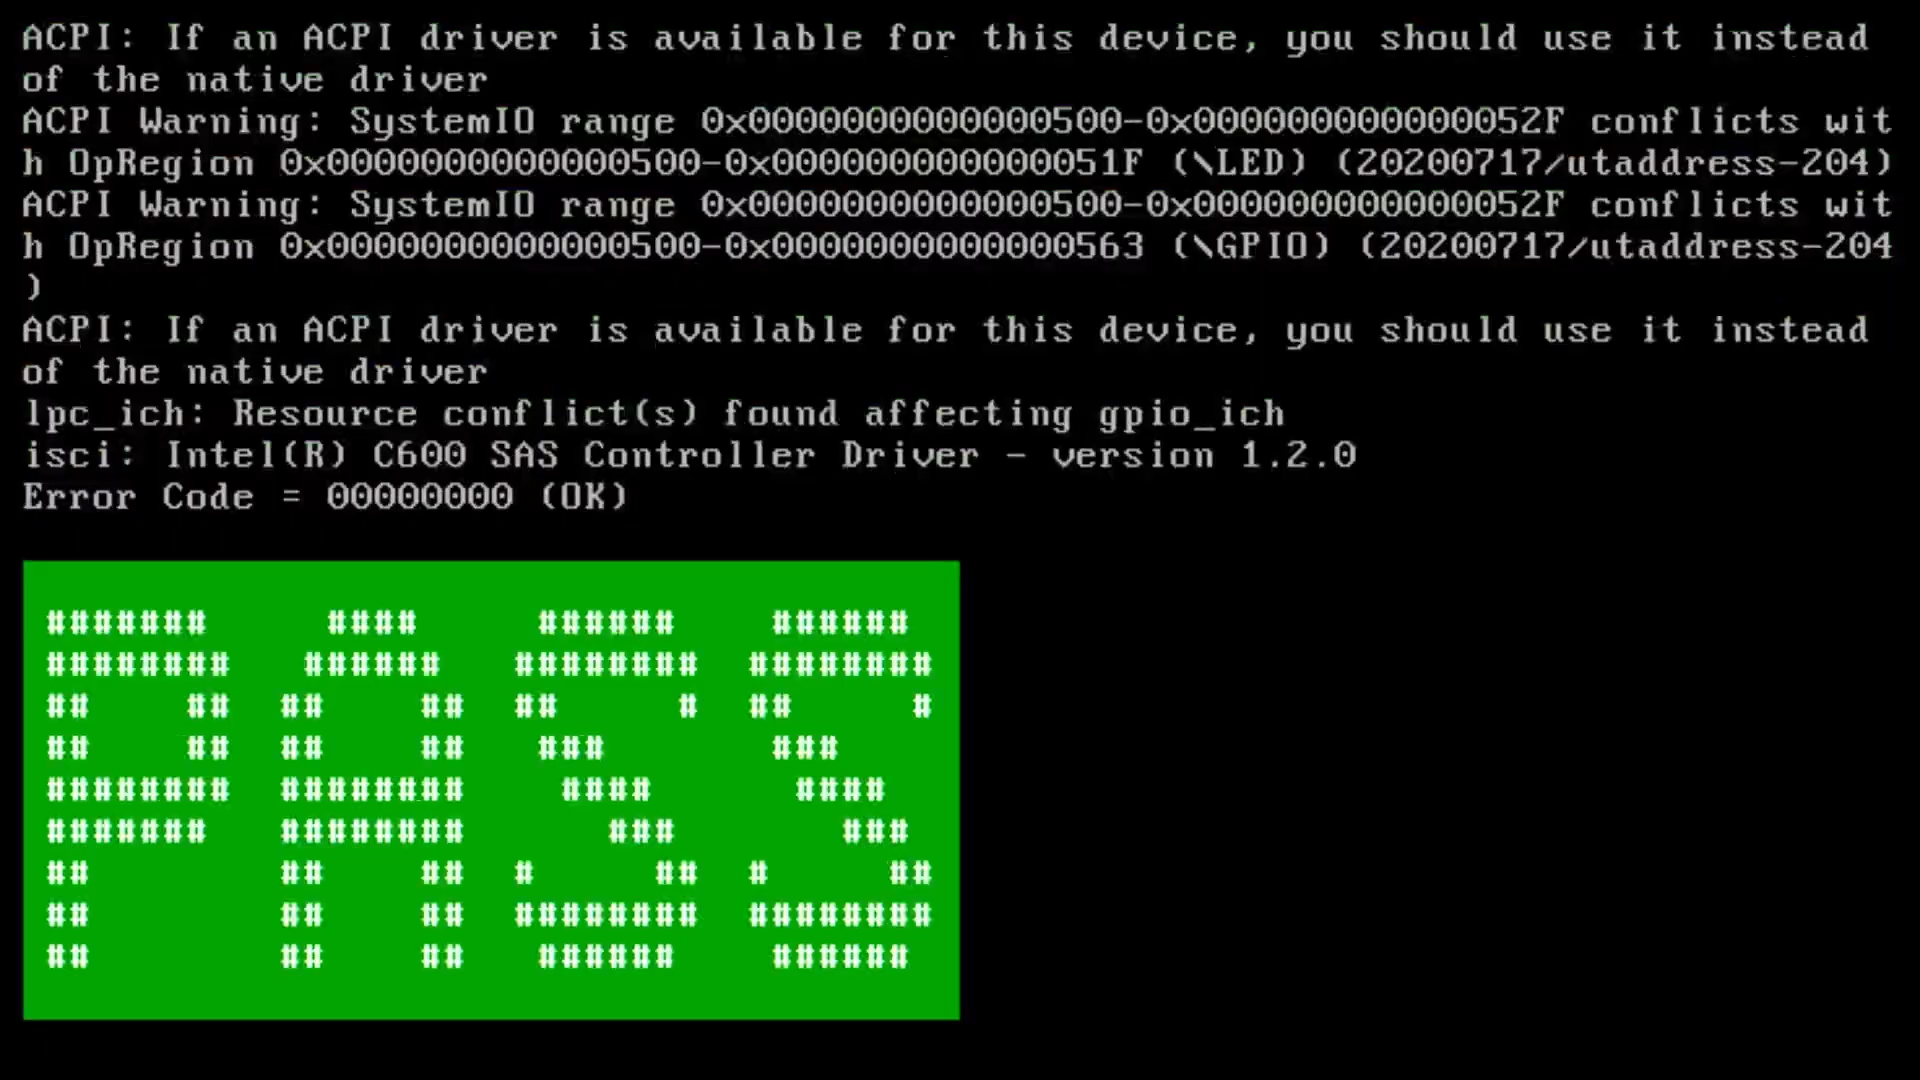 ACPI: If an ACPI driver is available for this device, you should use it instead
of the native driver
ACPI Warning: SystemIO range 0x0000000000000500-0x000000000000052F conflicts wit
h OpRegion 0x0000000000000500-0x000000000000051F (\LED) (20200717/utaddress-204)
ACPI Warning: SystemIO range 0x0000000000000500-0x000000000000052F conflicts wit
h OpRegion 0x0000000000000500-0x0000000000000563 (\GPIO) (20200717/utaddress-204
)
ACPI: If an ACPI driver is available for this device, you should use it instead
of the native driver
lpc_ich: Resource conflict(s) found affecting gpio_ich
isci: Intel(R) C600 SAS Controller Driver - version 1.2.0
Error Code = 00000000 (OK)
PASS